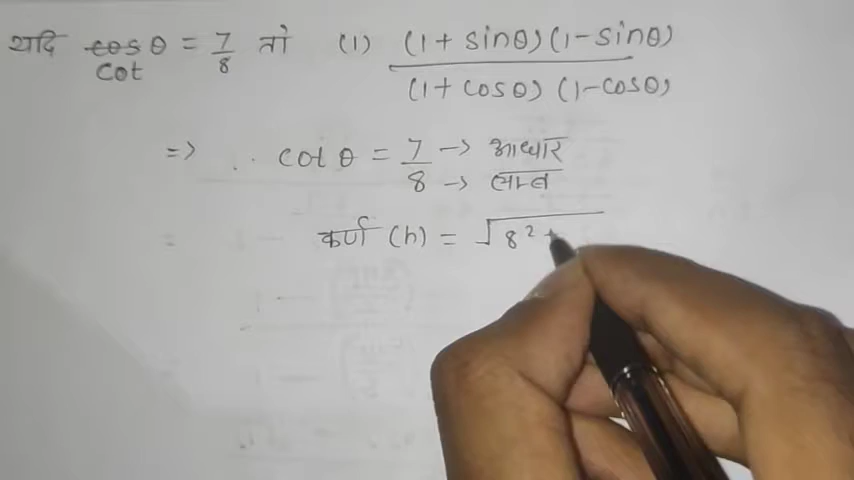 यदि cos θ = 7/8 तो (1) (1 + sinθ)(1 - sinθ)
cot (1 + cosθ) (1 - cosθ)
=> cot θ = 7/8 -> आधार
-> लम्ब
कर्ण (h) = √8² +